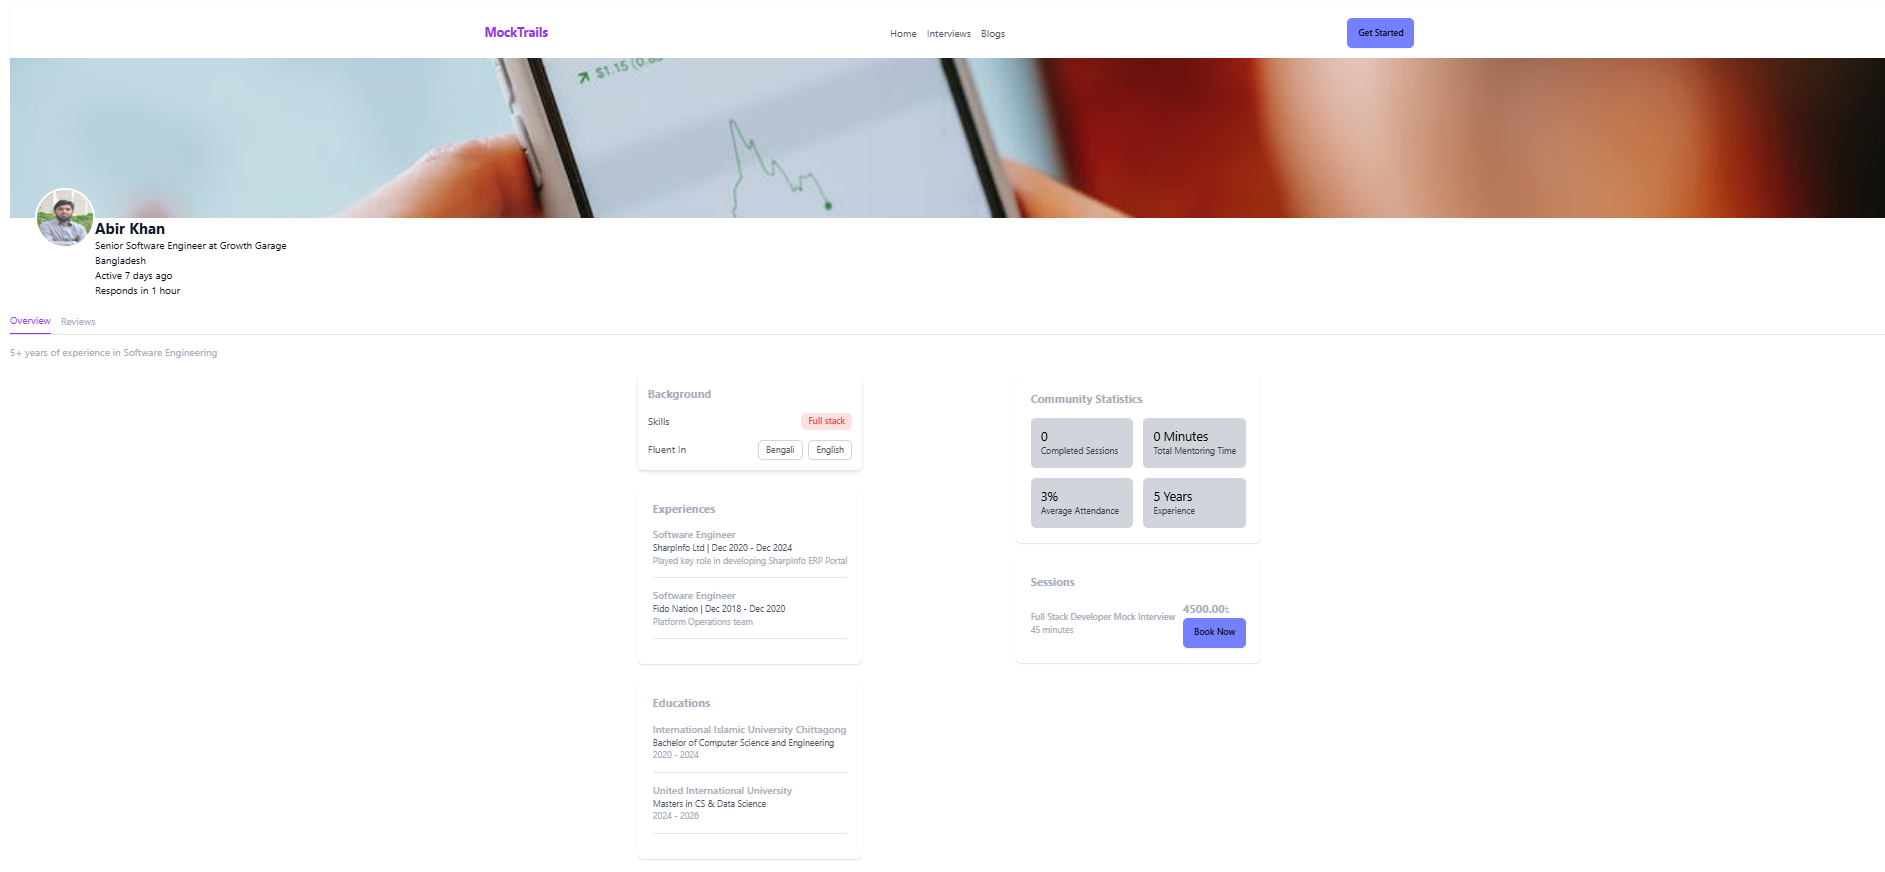 MockTrails
Home Interviews Blogs
Get Started
$1.15 (0.
Abir Khan
Senior Software Engineer at Growth Garage
Bangladesh
Active 7 days ago
Responds in 1 hour
Overview Reviews
5+ years of experience in Software Engineering
Background
Skills Full stack
Fluent In Bengali English
Experiences
Software Engineer
SharpInfo Ltd | Dec 2020 - Dec 2024
Played key role in developing SharpInfo ERP Portal
Software Engineer
Fido Nation | Dec 2018 - Dec 2020
Platform Operations team
Educations
International Islamic University Chittagong
Bachelor of Computer Science and Engineering
2020 - 2024
United International University
Masters in CS & Data Science
2024 - 2026
Community Statistics
0
Completed Sessions
0 Minutes
Total Mentoring Time
3%
Average Attendance
5 Years
Experience
Sessions
Full Stack Developer Mock Interview
45 minutes
4500.00৳
Book Now